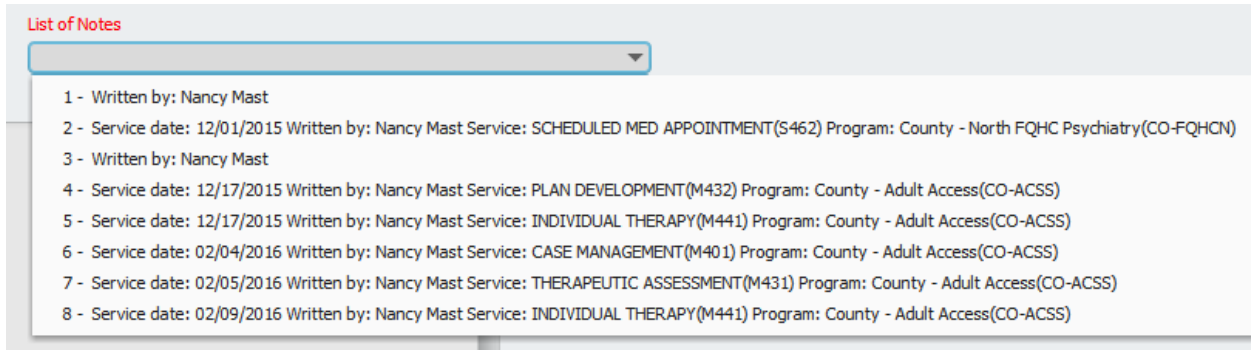 List of Notes
1 - Written by: Nancy Mast
2 - Service date: 12/01/2015 Written by: Nancy Mast Service: SCHEDULED MED APPOINTMENT(S462) Program: County - North FQHC Psychiatry(CO-FQHCN)
3 - Written by: Nancy Mast
4 - Service date: 12/17/2015 Written by: Nancy Mast Service: PLAN DEVELOPMENT(M432) Program: County - Adult Access(CO-ACSS)
5 - Service date: 12/17/2015 Written by: Nancy Mast Service: INDIVIDUAL THERAPY(M441) Program: County - Adult Access(CO-ACSS)
6 - Service date: 02/04/2016 Written by: Nancy Mast Service: CASE MANAGEMENT(M401) Program: County - Adult Access(CO-ACSS)
7 - Service date: 02/05/2016 Written by: Nancy Mast Service: THERAPEUTIC ASSESSMENT(M431) Program: County - Adult Access(CO-ACSS)
8 - Service date: 02/09/2016 Written by: Nancy Mast Service: INDIVIDUAL THERAPY(M441) Program: County - Adult Access(CO-ACSS)